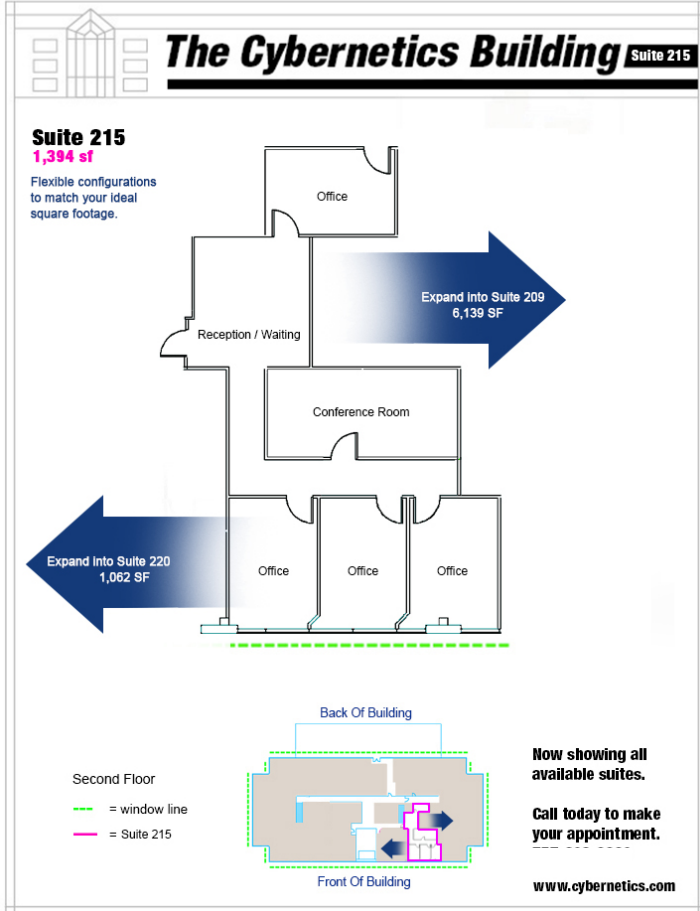 The Cybernetics Building
Suite 215
Suite 215
1,394 sf
Flexible configurations
to match your ideal
square footage.
Office
Expand into Suite 209
6,139 SF
Reception / Waiting
Conference Room
Expand into Suite 220
1,062 SF
Office
Office
Office
Back Of Building
Second Floor
= window line
= Suite 215
Front Of Building
Now showing all
available suites.
Call today to make
your appointment.
www.cybernetics.com